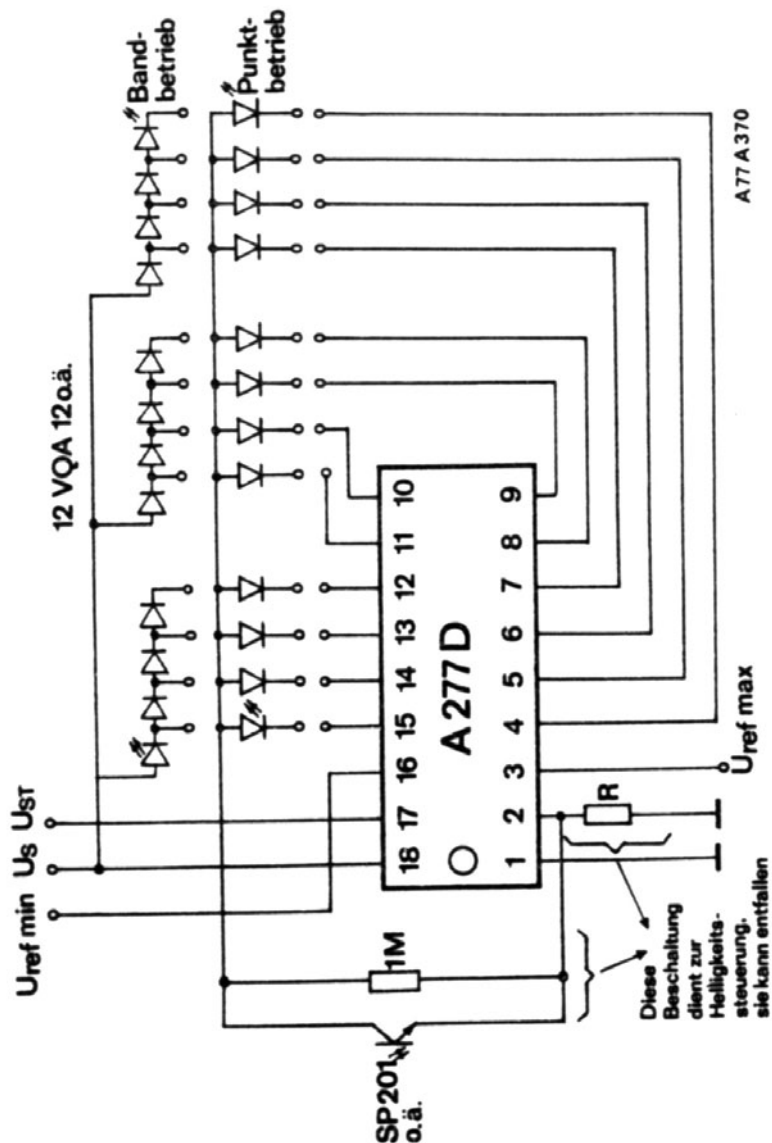 Band-
betrieb
Punkt-
betrieb
12 VQA 12 o.ä.
Uref min
US
UST
18 17 16 15 14 13 12 11 10
A 277 D
1 2 3 4 5 6 7 8 9
1M
SP201
o.ä.
R
Uref max
Diese
Beschaltung
dient zur
Helligkeits-
steuerung.
sie kann entfallen
A77 A 370